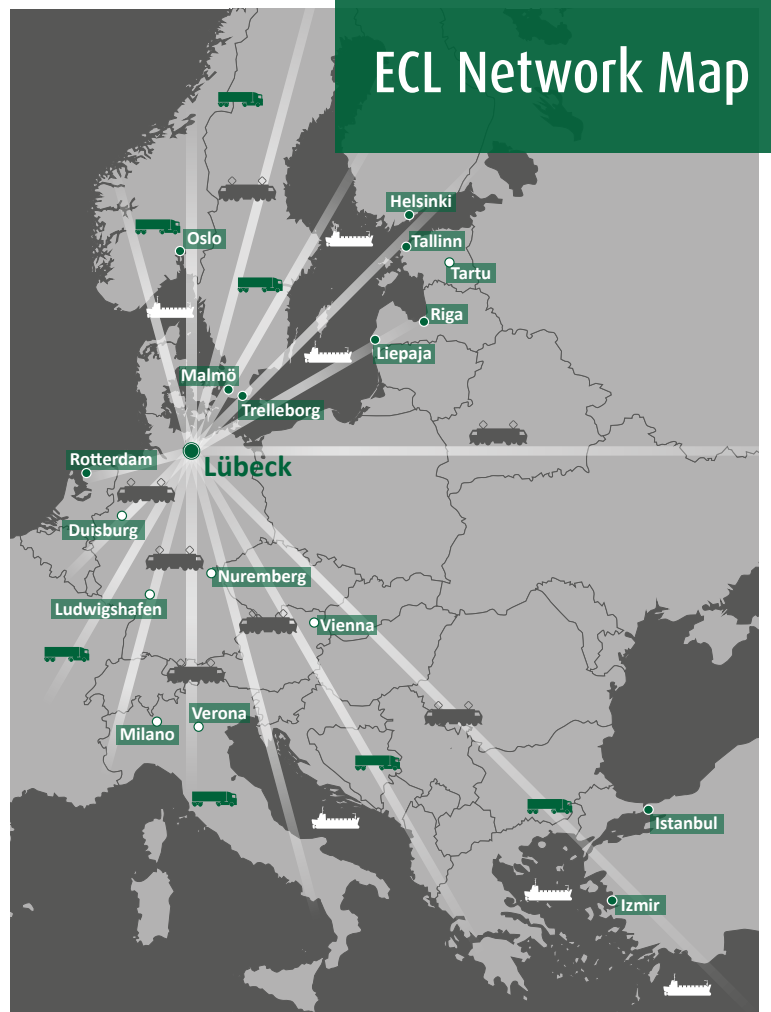 ECL Network Map
Helsinki
Oslo
Tallinn
Tartu
Riga
Liepaja
Malmö
Trelleborg
Rotterdam
Lübeck
Duisburg
Nuremberg
Ludwigshafen
Vienna
Verona
Milano
Istanbul
Izmir